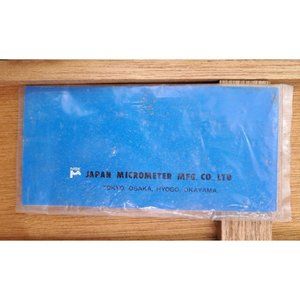 JAPAN MICROMETER MFG. CO., LTD
TOKYO, OSAKA, HYOGO, OKAYAMA